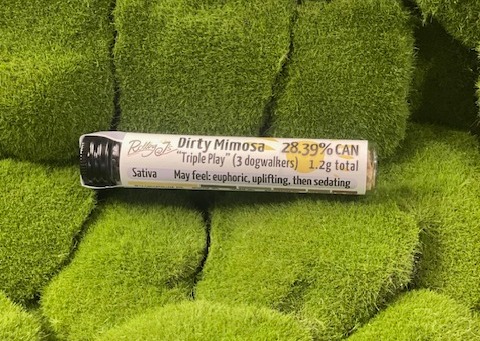 Dirty Mimosa 28.39% CAN
"Triple Play" (3 dogwalkers) 1.2g total
Sativa May feel: euphoric, uplifting, then sedating